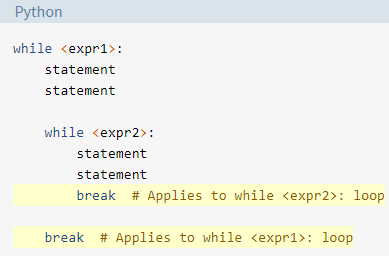 Python
while <expr1>:
    statement
    statement

    while <expr2>:
        statement
        statement
        break  # Applies to while <expr2>: loop

    break  # Applies to while <expr1>: loop